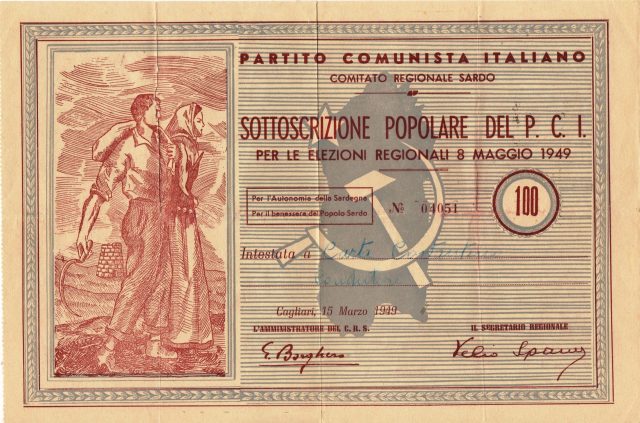 PARTITO COMUNISTA ITALIANO
COMITATO REGIONALE SARDO
SOTTOSCRIZIONE POPOLARE DEL P. C. I.
PER LE ELEZIONI REGIONALI 8 MAGGIO 1949
Per l'Autonomia della Sardegna
Per il benessere del Popolo Sardo
№ 04051
100
Intestata a
Cagliari, 15 Marzo 1949
L'AMMINISTRATORE DEL C. R. S.
IL SEGRETARIO REGIONALE
E. Borghero
Velio Spano